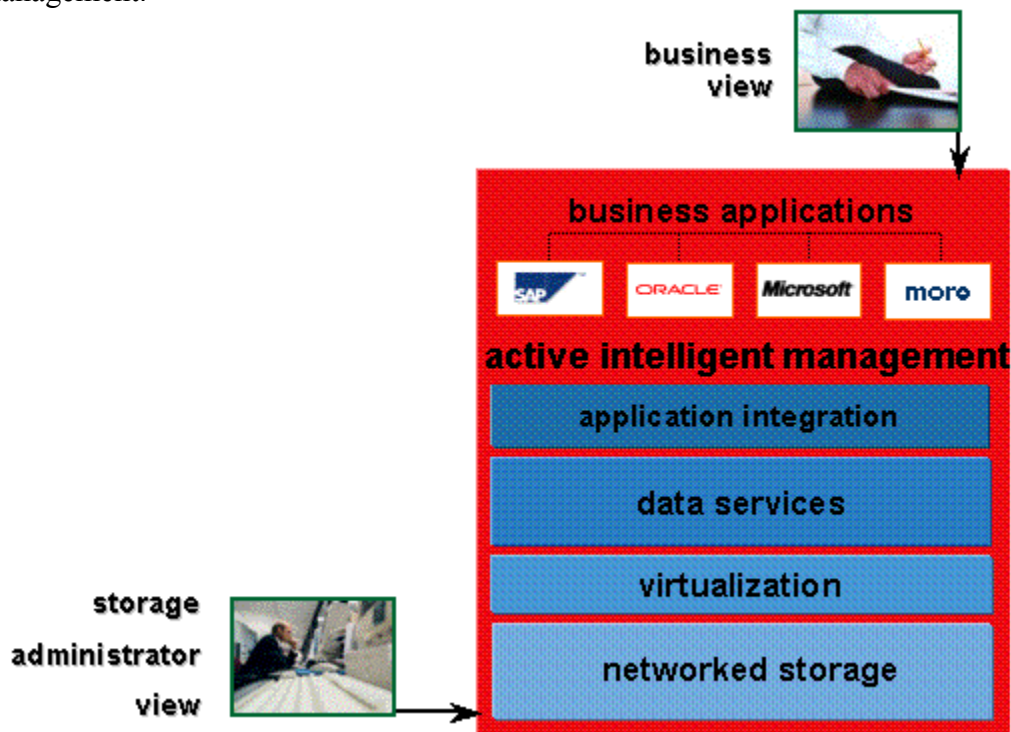 business
view
business applications
SAP
ORACLE
Microsoft
more
active intelligent management
application integration
data services
virtualization
storage
administrator
view
networked storage